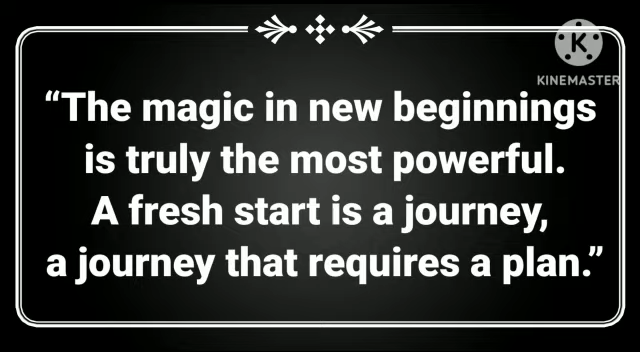 K
KINEMASTER
“The magic in new beginnings
is truly the most powerful.
A fresh start is a journey,
a journey that requires a plan.”